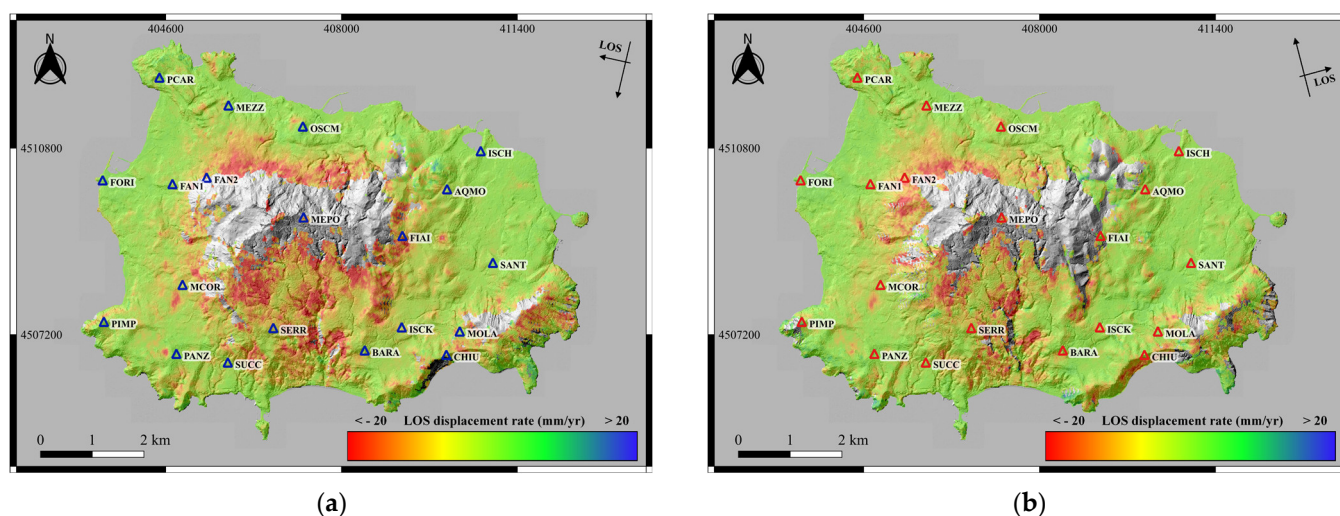 404600 408000 411400
N
LOS
PCAR
MEZZ
OSCM
4510800
ISCH
FORI
FAN1
FAN2
AQMO
MEPO
FIAI
SANT
MCOR
PIMP
4507200
SERR
ISCK
MOLA
PANZ
SUCC
BARA
CHIU
< - 20 LOS displacement rate (mm/yr) > 20
0 1 2 km
(a)
404600 408000 411400
N
LOS
PCAR
MEZZ
OSCM
4510800
ISCH
FORI
FAN1
FAN2
AQMO
MEPO
FIAI
SANT
MCOR
PIMP
4507200
SERR
ISCK
MOLA
PANZ
SUCC
BARA
CHIU
< - 20 LOS displacement rate (mm/yr) > 20
0 1 2 km
(b)